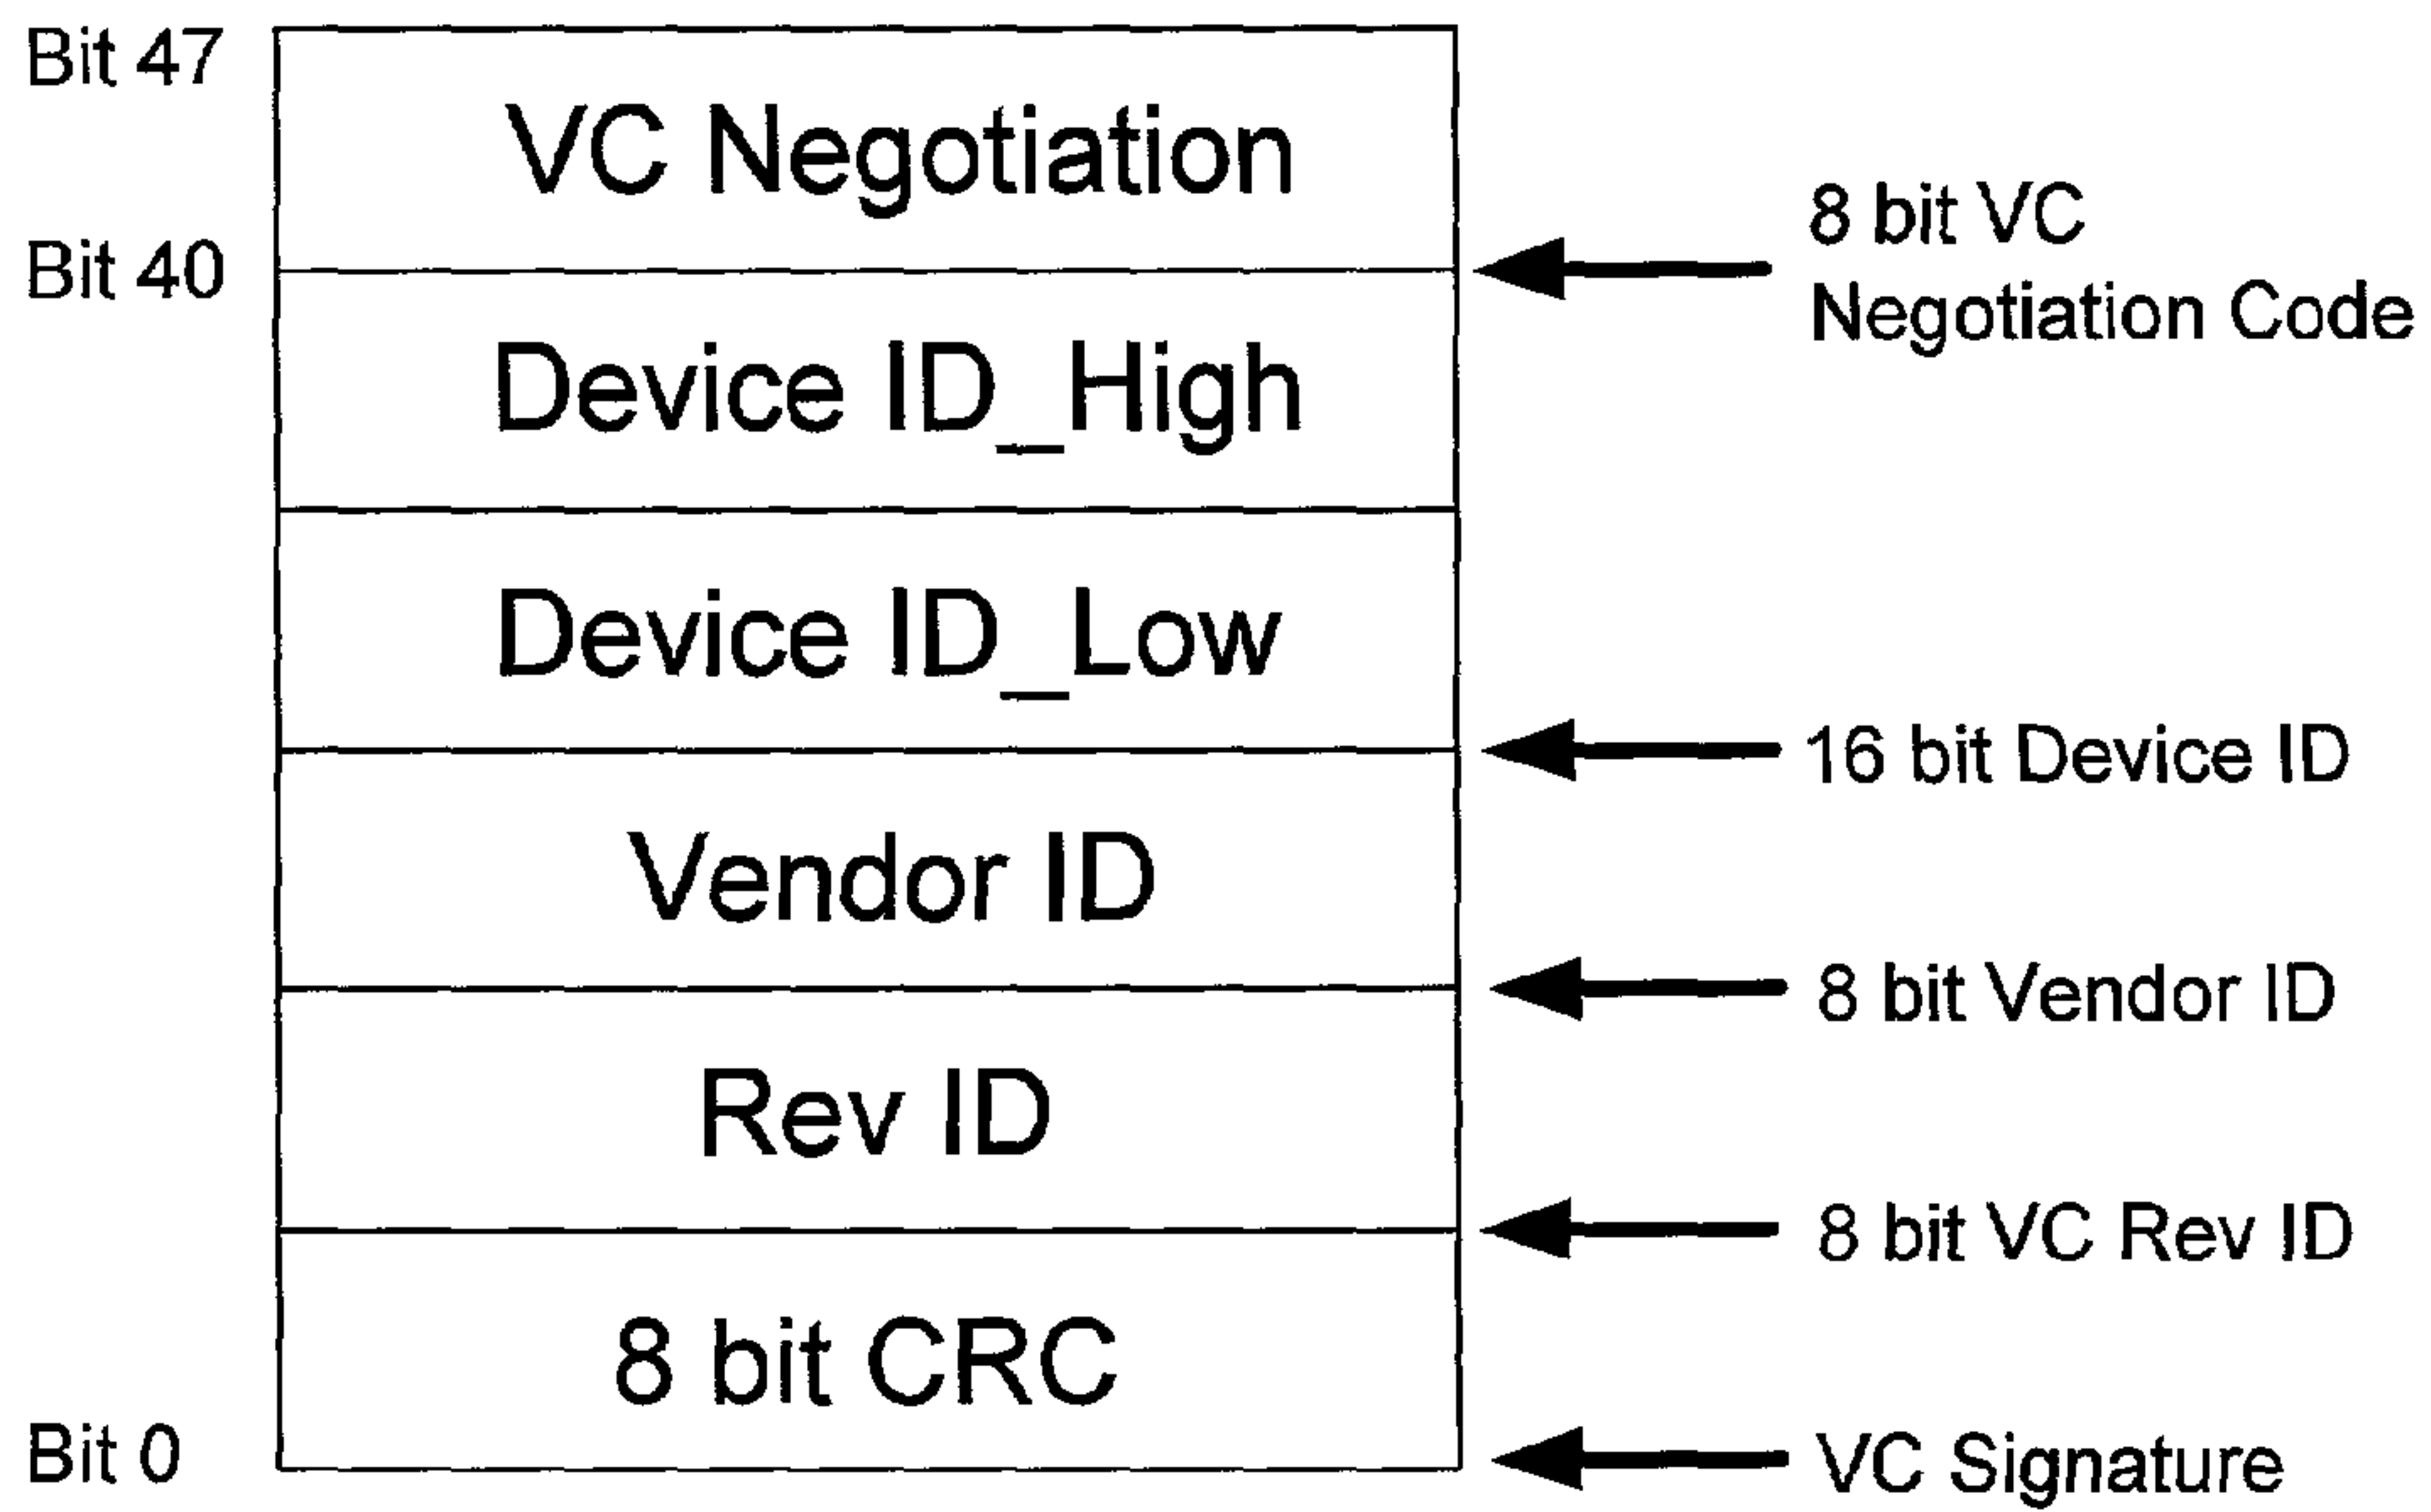 Bit 47
VC Negotiation
8 bit VC
Bit 40
Negotiation Code
Device ID_High
Device ID_Low
16 bit Device ID
Vendor ID
8 bit Vendor ID
Rev ID
8 bit VC Rev ID
8 bit CRC
Bit 0
VC Signature